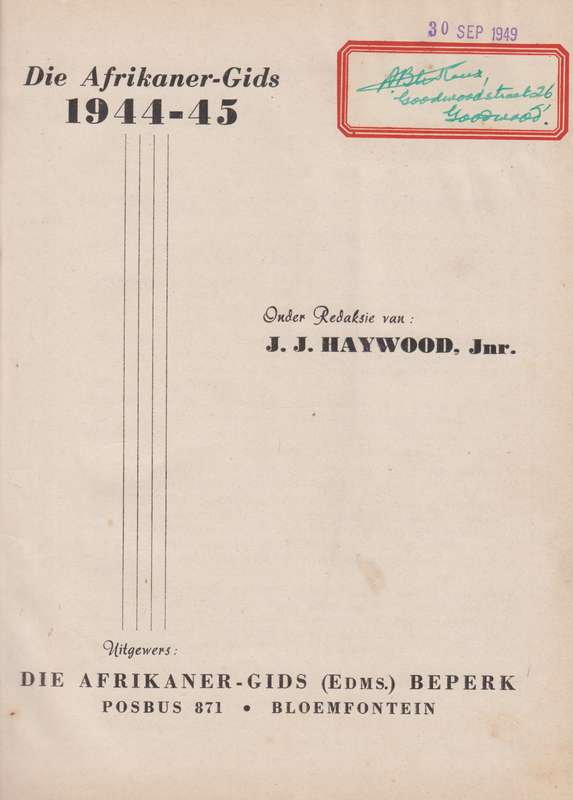 30 SEP 1949
Goodwoodstraat 26
Goodwood.
Die Afrikaner-Gids
1944-45
Onder Redaksie van:
J. J. HAYWOOD, Jnr.
Uitgewers:
DIE AFRIKANER-GIDS (EDMS.) BEPERK
POSBUS 871 • BLOEMFONTEIN